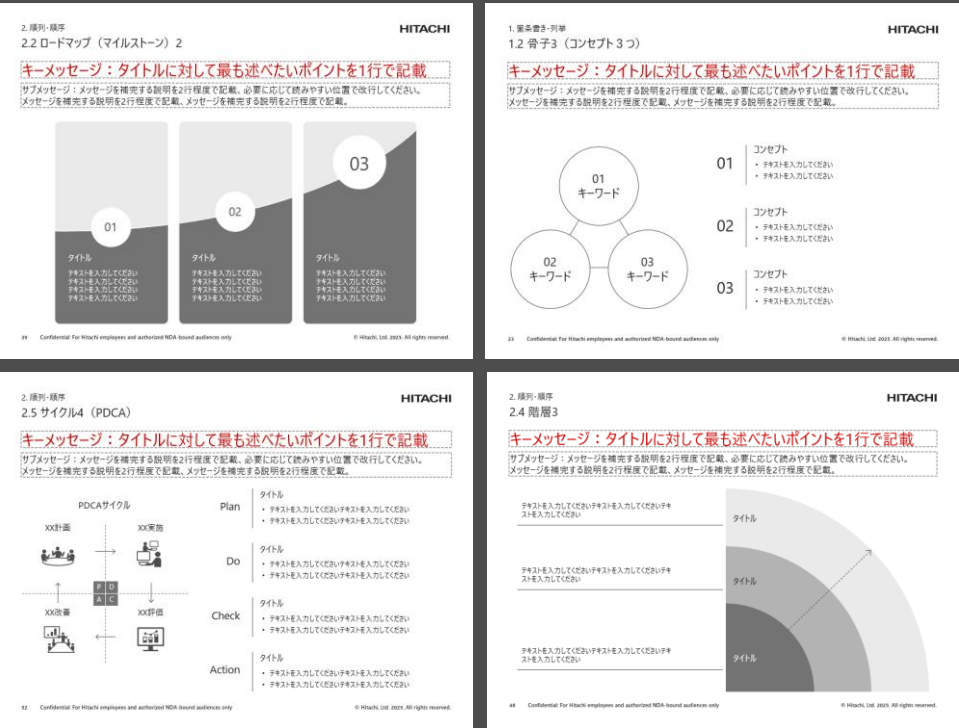 2. 順列・順序
HITACHI
2.2 ロードマップ（マイルストーン）2
キーメッセージ：タイトルに対して最も述べたいポイントを1行で記載
サブメッセージ：メッセージを補完する説明を2行程度で記載、必要に応じて読みやすい位置で改行してください。
メッセージを補完する説明を2行程度で記載、メッセージを補完する説明を2行程度で記載。
01
02
03
タイトル
テキストを入力してください
テキストを入力してください
テキストを入力してください
テキストを入力してください
タイトル
テキストを入力してください
テキストを入力してください
テキストを入力してください
テキストを入力してください
タイトル
テキストを入力してください
テキストを入力してください
テキストを入力してください
テキストを入力してください
39 Confidential: For Hitachi employees and authorized NDA-bound audiences only
© Hitachi, Ltd. 2025. All rights reserved.
1. 箇条書き・列挙
HITACHI
1.2 骨子3（コンセプト３つ）
キーメッセージ：タイトルに対して最も述べたいポイントを1行で記載
サブメッセージ：メッセージを補完する説明を2行程度で記載、必要に応じて読みやすい位置で改行してください。
メッセージを補完する説明を2行程度で記載、メッセージを補完する説明を2行程度で記載。
01
キーワード
02
キーワード
03
キーワード
01
コンセプト
• テキストを入力してください
• テキストを入力してください
02
コンセプト
• テキストを入力してください
• テキストを入力してください
03
コンセプト
• テキストを入力してください
• テキストを入力してください
23 Confidential: For Hitachi employees and authorized NDA-bound audiences only
© Hitachi, Ltd. 2025. All rights reserved.
2. 順列・順序
HITACHI
2.5 サイクル4（PDCA）
キーメッセージ：タイトルに対して最も述べたいポイントを1行で記載
サブメッセージ：メッセージを補完する説明を2行程度で記載、必要に応じて読みやすい位置で改行してください。
メッセージを補完する説明を2行程度で記載、メッセージを補完する説明を2行程度で記載。
PDCAサイクル
XX計画
XX実施
P D
A C
XX改善
XX評価
Plan
タイトル
• テキストを入力してくださいテキストを入力してください
• テキストを入力してくださいテキストを入力してください
Do
タイトル
• テキストを入力してくださいテキストを入力してください
• テキストを入力してくださいテキストを入力してください
Check
タイトル
• テキストを入力してくださいテキストを入力してください
• テキストを入力してくださいテキストを入力してください
Action
タイトル
• テキストを入力してくださいテキストを入力してください
• テキストを入力してくださいテキストを入力してください
52 Confidential: For Hitachi employees and authorized NDA-bound audiences only
© Hitachi, Ltd. 2025. All rights reserved.
2. 順列・順序
HITACHI
2.4 階層3
キーメッセージ：タイトルに対して最も述べたいポイントを1行で記載
サブメッセージ：メッセージを補完する説明を2行程度で記載、必要に応じて読みやすい位置で改行してください。
メッセージを補完する説明を2行程度で記載、メッセージを補完する説明を2行程度で記載。
テキストを入力してくださいテキストを入力してくださいテキ
ストを入力してください
タイトル
テキストを入力してくださいテキストを入力してくださいテキ
ストを入力してください
タイトル
テキストを入力してくださいテキストを入力してくださいテキ
ストを入力してください
タイトル
48 Confidential: For Hitachi employees and authorized NDA-bound audiences only
© Hitachi, Ltd. 2025. All rights reserved.